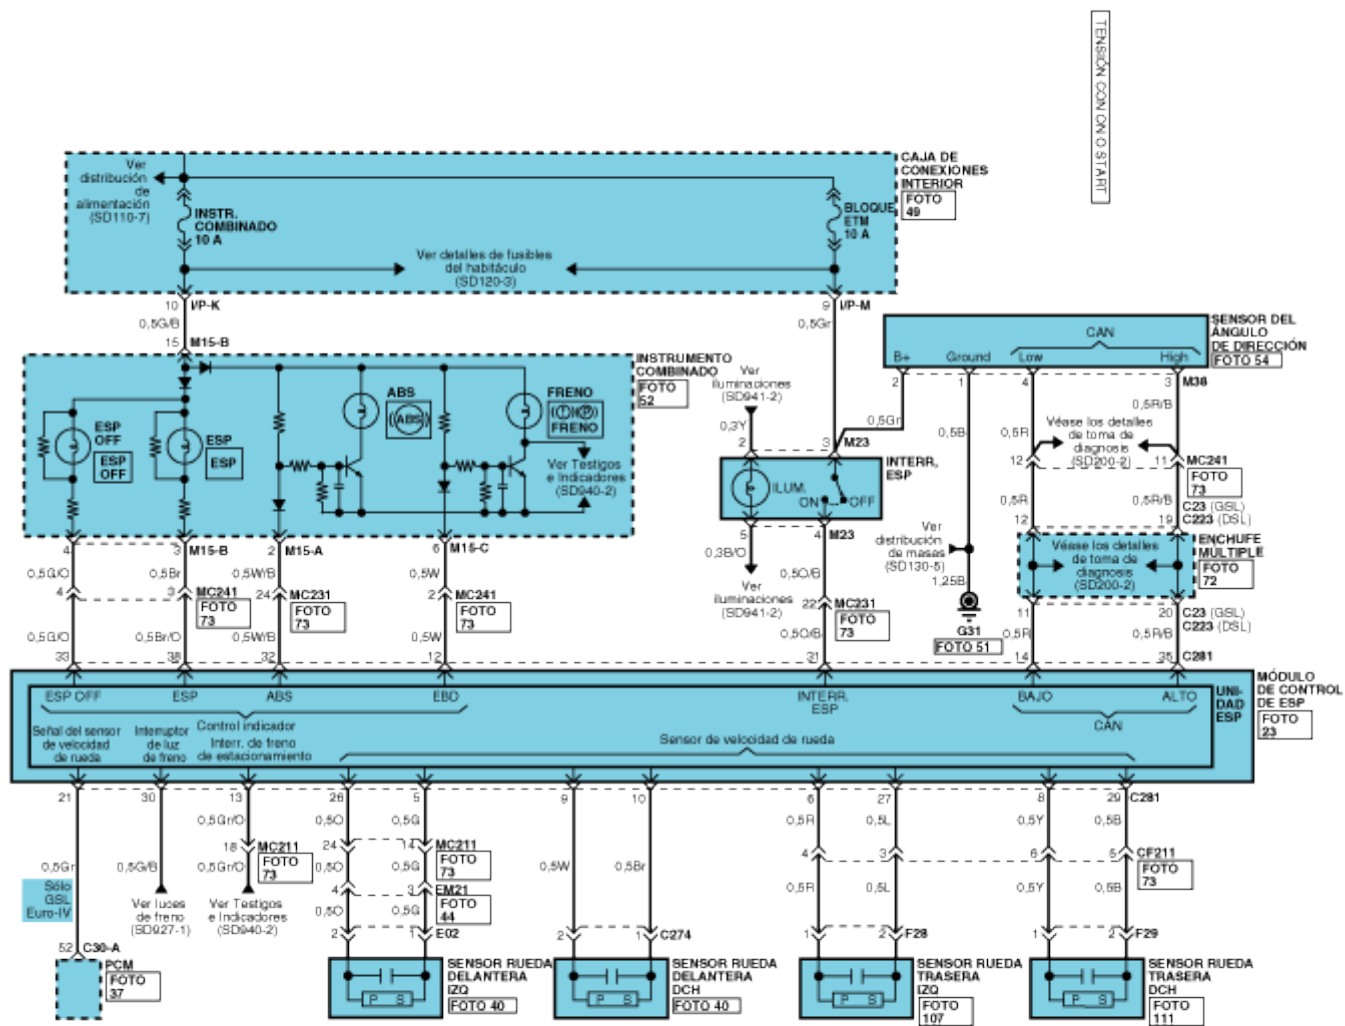 TENSIÓN CON ON O START
CAJA DE
CONEXIONES
INTERIOR
FOTO
49
Ver
distribución
de
alimentación
(SD110-7)
INSTR.
COMBINADO
10 A
BLOQUE
ETM
10 A
Ver detalles de fusibles
del habitáculo
(SD120-3)
10 I/P-K
0,5G/B
15 M15-B
9 I/P-M
0,5Gr
SENSOR DEL
ÁNGULO
DE DIRECCIÓN
FOTO 54
CAN
B+ Ground Low High
2 1 4 3 M38
0,5Gr
0,5B
0,5R
0,5R/B
INSTRUMENTO
COMBINADO
FOTO
52
ESP
OFF
ESP
OFF
ESP
ESP
ABS
(ABS)
FRENO
((!)(P))
FRENO
Ver Testigos
e Indicadores
(SD940-2)
Ver
iluminaciones
(SD941-2)
0,3Y
2 3 M23
INTERR.
ESP
ILUM.
ON OFF
5 4 M23
0,3B/O
Ver
iluminaciones
(SD941-2)
0,5O/B
22 MC231
FOTO
73
0,5O/B
Ver
distribución
de masas
(SD130-5)
1,25B
G31
FOTO 51
Véase los detalles
de toma de
diagnosis
(SD200-2)
12 11 MC241
FOTO
73
0,5R 0,5R/B
C23 (GSL)
C223 (DSL)
12 19
Véase los detalles
de toma de
diagnosis
(SD200-2)
ENCHUFE
MÚLTIPLE
FOTO
72
11 20 C23 (GSL)
C223 (DSL)
0,5R 0,5R/B
4 3 M15-B 2 M15-A 6 M15-C
0,5G/O 0,5Br 0,5W/B 0,5W
4 3 MC241 24 MC231 2 MC241
FOTO
73
FOTO
73
FOTO
73
0,5G/O 0,5Br/O 0,5W/B 0,5W
33 38 32 12 31 14 35 C281
ESP OFF ESP ABS EBD INTERR.
ESP
BAJO ALTO
CAN
UNI-
DAD
ESP
MÓDULO
DE CONTROL
DE ESP
FOTO
23
Control indicador
Señal del sensor
de velocidad
de rueda
Interruptor
de luz
de freno
Interr. de freno
de estacionamiento
Sensor de velocidad de rueda
21 30 13 26 5 9 10 6 27 8 29 C281
0,5Gr/O 0,5O 0,5G 0,5R 0,5L 0,5Y 0,5B
18 MC211 24 14 MC211
FOTO
73
FOTO
73
4 3 6 5 CF211
FOTO
73
0,5Gr 0,5G/B 0,5Gr/O 0,5O 0,5G 0,5W 0,5Br
0,5R 0,5L 0,5Y 0,5B
4 3 EM21
FOTO
44
Sólo
GSL
Euro-IV
Ver luces
de freno
(SD927-1)
Ver Testigos
e Indicadores
(SD940-2)
0,5O 0,5G
2 1 E02 2 1 C274 1 2 F28 1 2 F29
52 C30-A
PCM
FOTO
37
P S
SENSOR RUEDA
DELANTERA
IZQ
FOTO 40
P S
SENSOR RUEDA
DELANTERA
DCH
FOTO 40
P S
SENSOR RUEDA
TRASERA
IZQ
FOTO
107
P S
SENSOR RUEDA
TRASERA
DCH
FOTO
111